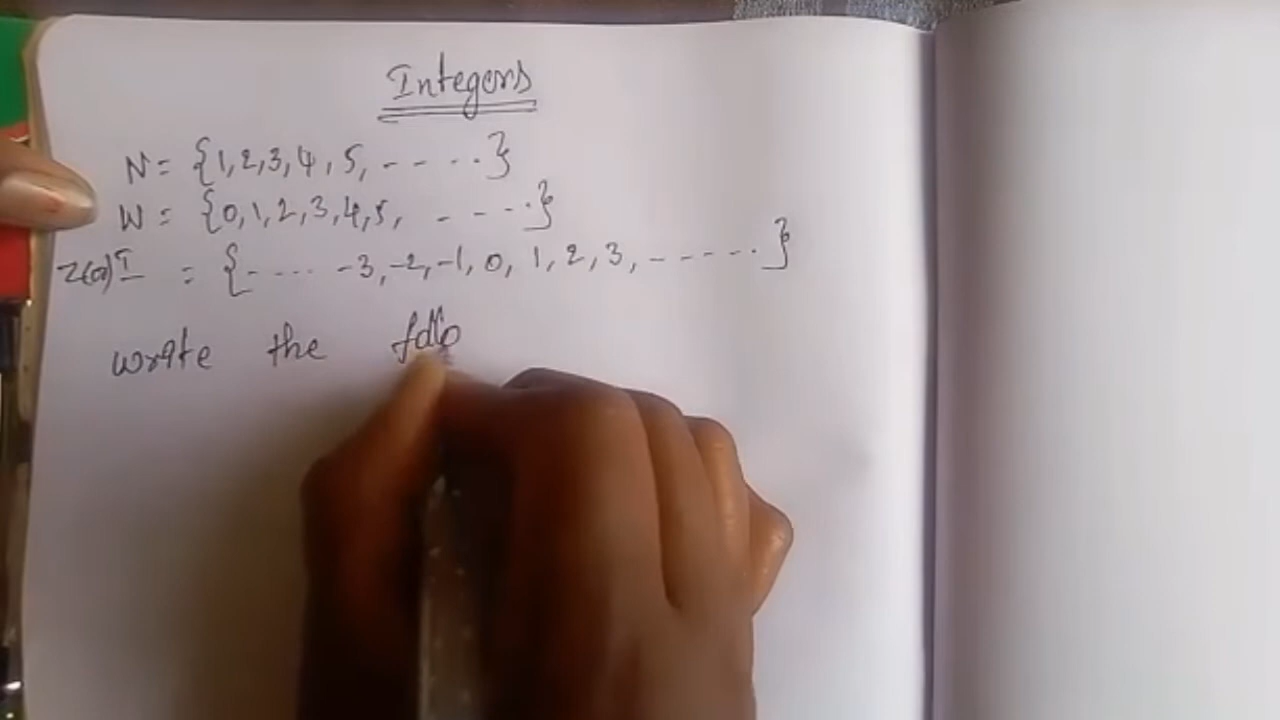 Integers
N = {1,2,3,4,5, - - - - .}
W = {0,1,2,3,4,5, - - - - .}
Z(or)I = {- .... -3,-2,-1,0, 1,2,3, - - - - - - .}
write the follo